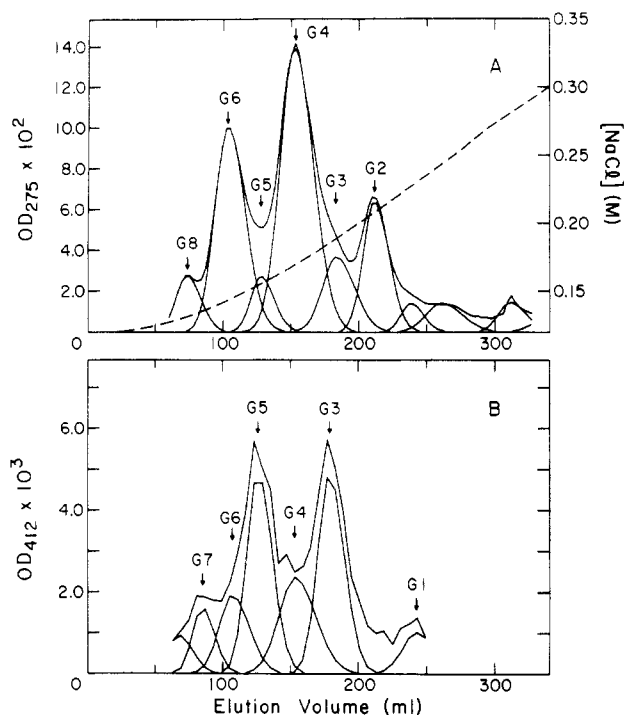 14.0
12.0
10.0
8.0
6.0
4.0
2.0
0
OD275 x 10²
G8
G6
G5
G4
G3
G2
A
0.35
0.30
0.25
0.20
0.15
[NaCl] (M)
100
200
300
6.0
4.0
2.0
0
OD412 x 10³
G7
G6
G5
G4
G3
G1
B
100
200
300
Elution Volume (ml)